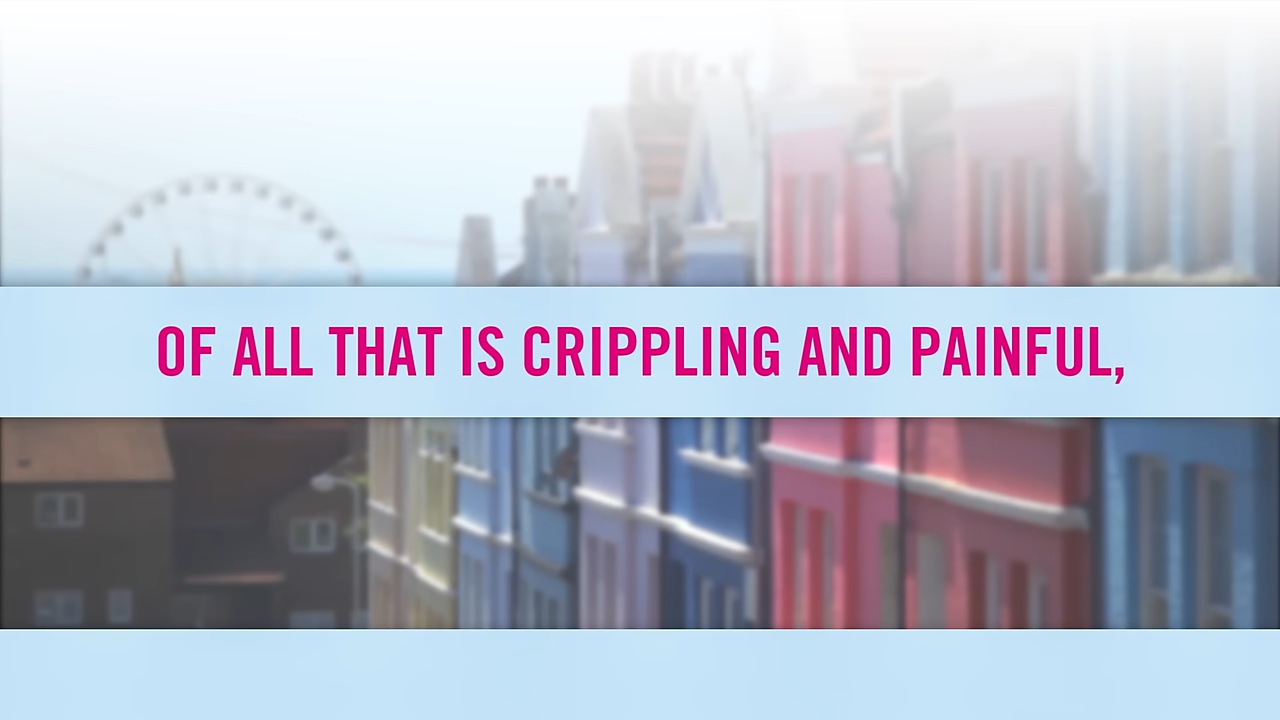 OF ALL THAT IS CRIPPLING AND PAINFUL,